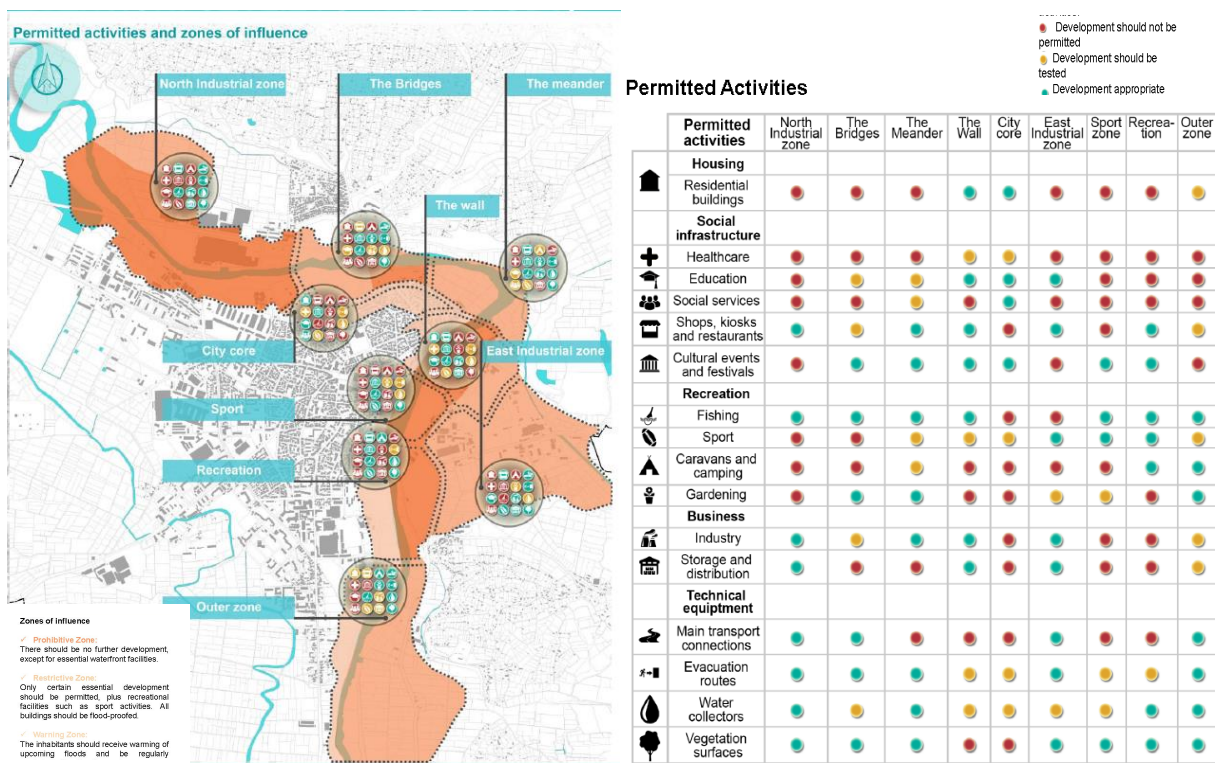 Permitted activities and zones of influence
North Industrial zone
The Bridges
The meander
The wall
City core
East Industrial zone
Sport
Recreation
Outer zone
Zones of influence
✓ Prohibitive Zone:
There should be no further development,
except for essential waterfront facilities.
✓ Restrictive Zone:
Only certain essential development
should be permitted, plus recreational
facilities such as sport activities. All
buildings should be flood-proofed.
✓ Warning Zone:
The inhabitants should receive warming of
upcoming floods and be regularly
Development should not be
permitted
Development should be
tested
Development appropriate
Permitted Activities
Permitted
activities
North
Industrial
zone
The
Bridges
The
Meander
The
Wall
City
core
East
Industrial
zone
Sport
zone
Recrea-
tion
Outer
zone
Housing
Residential
buildings
Social
infrastructure
Healthcare
Education
Social services
Shops, kiosks
and restaurants
Cultural events
and festivals
Recreation
Fishing
Sport
Caravans and
camping
Gardening
Business
Industry
Storage and
distribution
Technical
equiptment
Main transport
connections
Evacuation
routes
Water
collectors
Vegetation
surfaces